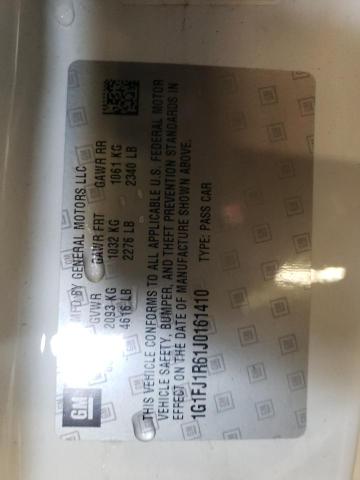 GM
MFD BY GENERAL MOTORS LLC
GVWR GAWR FRT GAWR RR
2093 KG 1032 KG 1061 KG
4616 LB 2276 LB 2340 LB
THIS VEHICLE CONFORMS TO ALL APPLICABLE U.S. FEDERAL MOTOR
VEHICLE SAFETY, BUMPER, AND THEFT PREVENTION STANDARDS IN
EFFECT ON THE DATE OF MANUFACTURE SHOWN ABOVE.
1G1FJ1R61J0161410 TYPE: PASS CAR